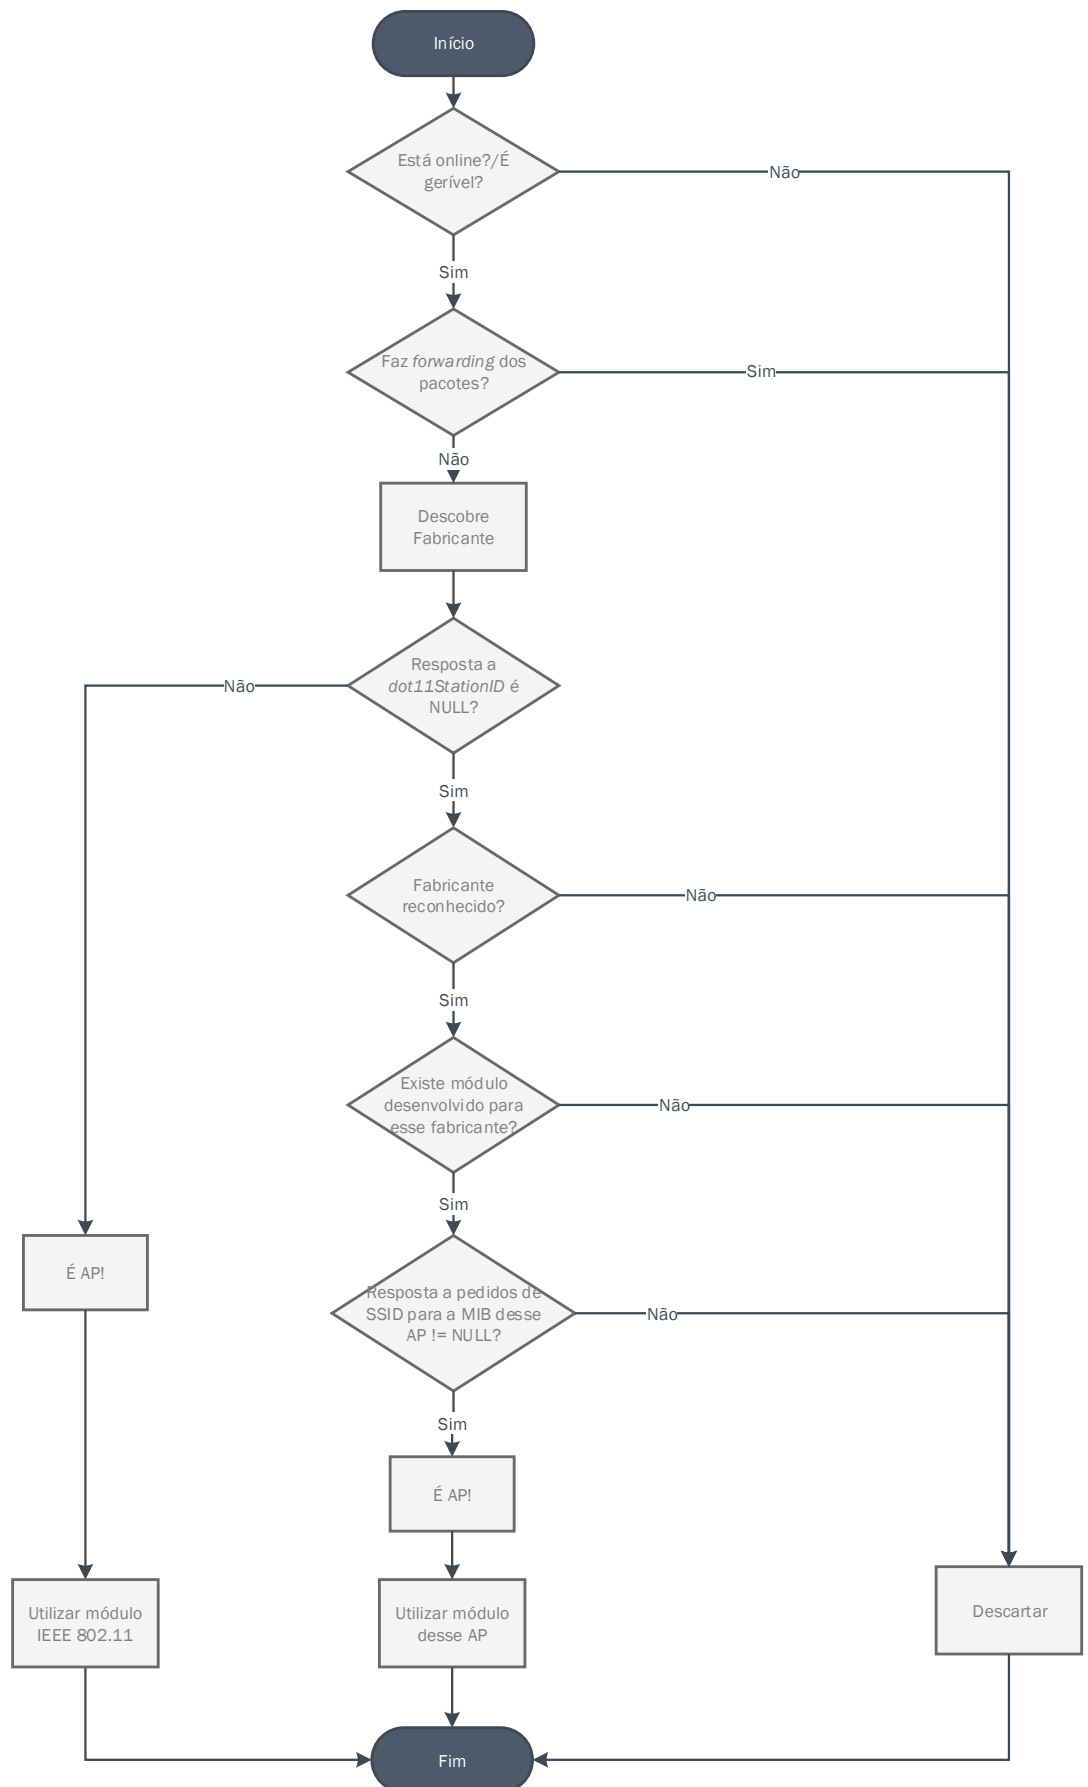 Início
Está online?/É
gerível?
Não
Sim
Faz forwarding dos
pacotes?
Sim
Não
Descobre
Fabricante
Resposta a
dot11StationID é
NULL?
Não
Sim
Fabricante
reconhecido?
Não
Sim
Existe módulo
desenvolvido para
esse fabricante?
Não
Sim
É AP!
Resposta a pedidos de
SSID para a MIB desse
AP != NULL?
Não
Sim
É AP!
Utilizar módulo
IEEE 802.11
Utilizar módulo
desse AP
Descartar
Fim